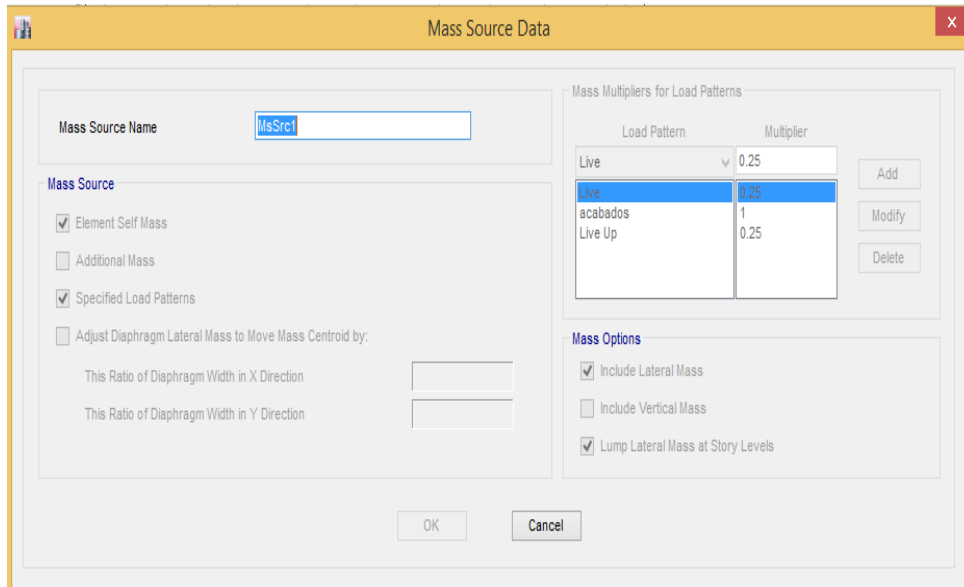 Mass Source Data
x
Mass Source Name
MsSrc1
Mass Source
Element Self Mass
Additional Mass
Specified Load Patterns
Adjust Diaphragm Lateral Mass to Move Mass Centroid by:
This Ratio of Diaphragm Width in X Direction
This Ratio of Diaphragm Width in Y Direction
Mass Multipliers for Load Patterns
Load Pattern Multiplier
Live 0.25
Live 0.25
acabados 1
Live Up 0.25
Add
Modify
Delete
Mass Options
Include Lateral Mass
Include Vertical Mass
Lump Lateral Mass at Story Levels
OK Cancel